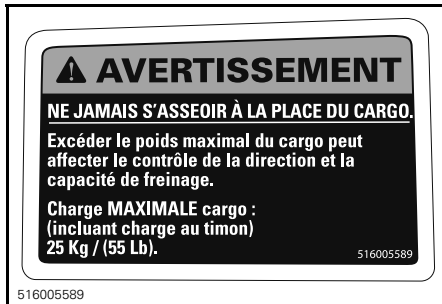 AVERTISSEMENT
NE JAMAIS S'ASSEOIR À LA PLACE DU CARGO.
Excéder le poids maximal du cargo peut
affecter le contrôle de la direction et la
capacité de freinage.
Charge MAXIMALE cargo :
(incluant charge au timon)
25 Kg / (55 Lb).
516005589
516005589